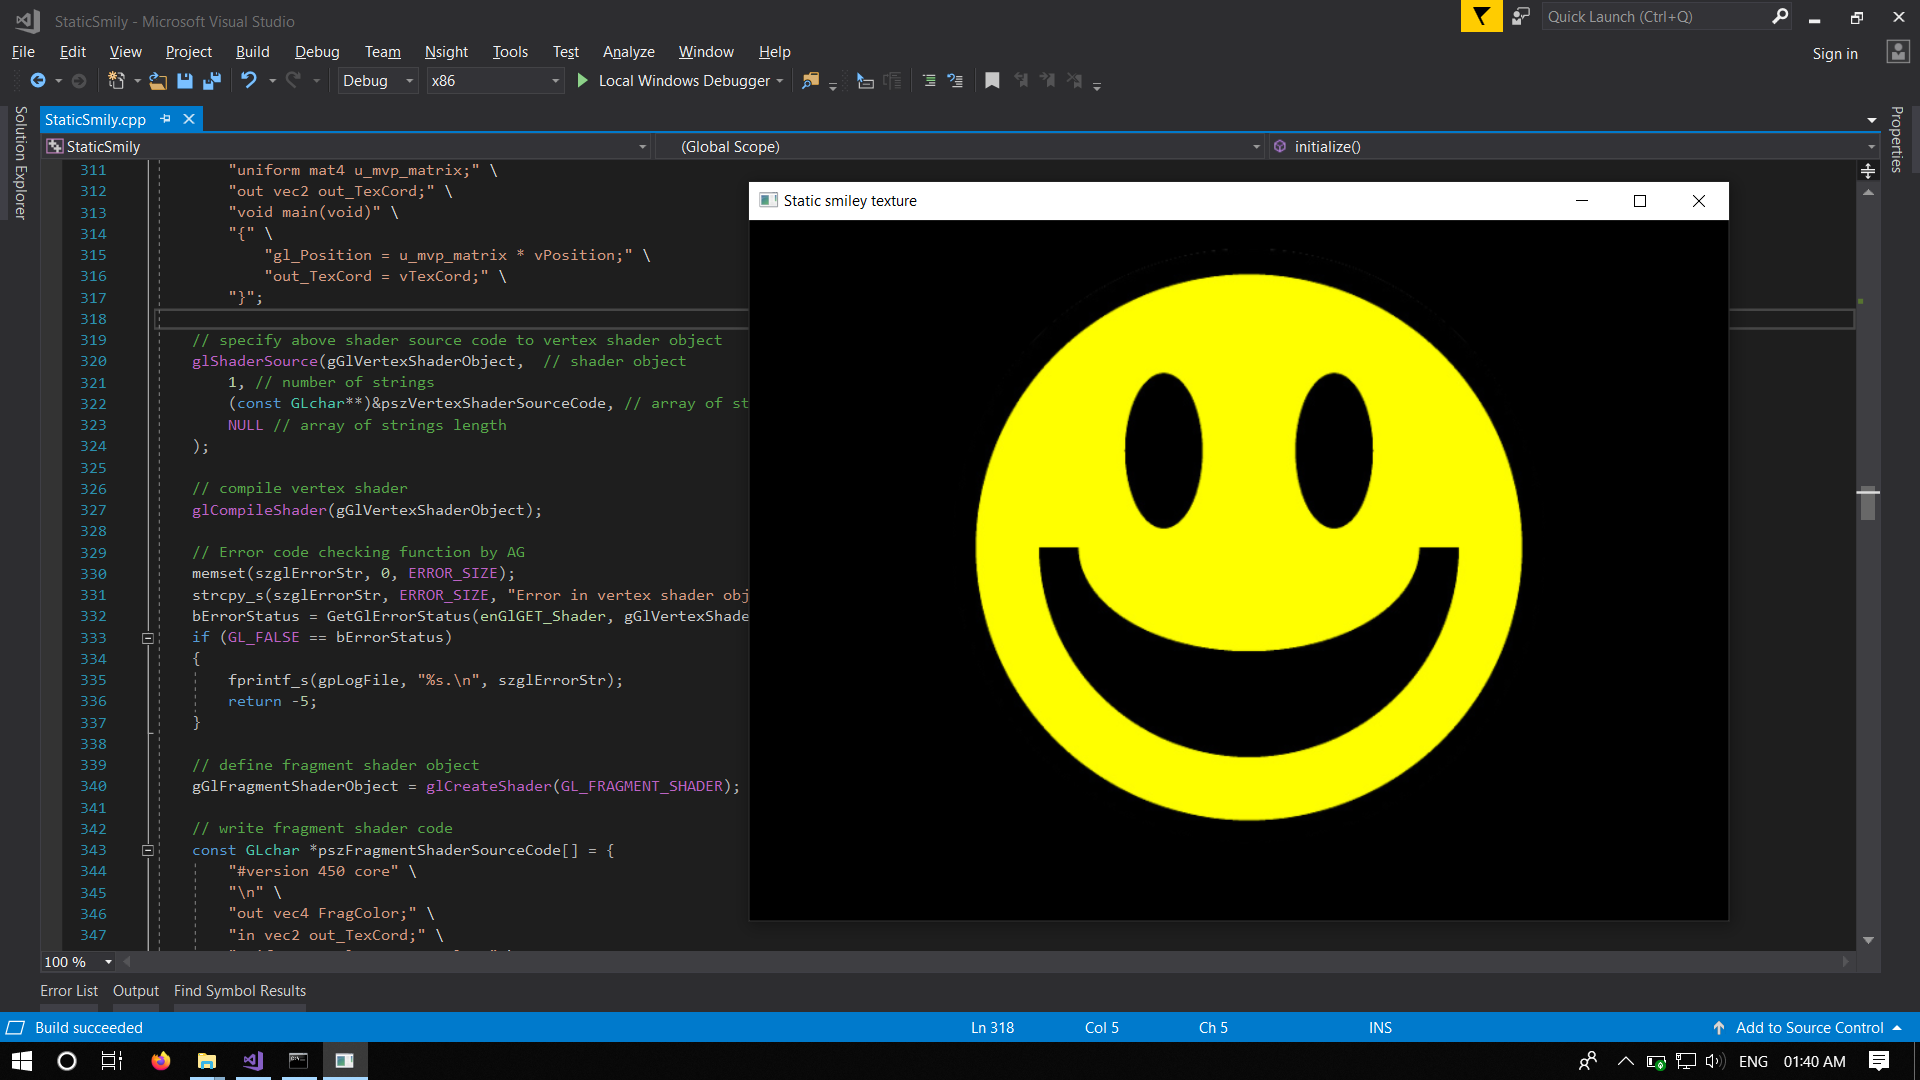 StaticSmily - Microsoft Visual Studio
Quick Launch (Ctrl+Q)
File Edit View Project Build Debug Team Nsight Tools Test Analyze Window Help
Sign in
Debug x86 Local Windows Debugger
Solution Explorer
StaticSmily.cpp
Properties
StaticSmily (Global Scope) initialize()
311 "uniform mat4 u_mvp_matrix;" \
312 "out vec2 out_TexCord;" \
313 "void main(void)" \
314 "{" \
315 "gl_Position = u_mvp_matrix * vPosition;" \
316 "out_TexCord = vTexCord;" \
317 "}";
318
319 // specify above shader source code to vertex shader object
320 glShaderSource(gGlVertexShaderObject, // shader object
321 1, // number of strings
322 (const GLchar**)&pszVertexShaderSourceCode, // array of st
323 NULL // array of strings length
324 );
325
326 // compile vertex shader
327 glCompileShader(gGlVertexShaderObject);
328
329 // Error code checking function by AG
330 memset(szglErrorStr, 0, ERROR_SIZE);
331 strcpy_s(szglErrorStr, ERROR_SIZE, "Error in vertex shader obj
332 bErrorStatus = GetGlErrorStatus(enGlGET_Shader, gGlVertexShade
333 if (GL_FALSE == bErrorStatus)
334 {
335 fprintf_s(gpLogFile, "%s.\n", szglErrorStr);
336 return -5;
337 }
338
339 // define fragment shader object
340 gGlFragmentShaderObject = glCreateShader(GL_FRAGMENT_SHADER);
341
342 // write fragment shader code
343 const GLchar *pszFragmentShaderSourceCode[] = {
344 "#version 450 core" \
345 "\n" \
346 "out vec4 FragColor;" \
347 "in vec2 out_TexCord;" \
Static smiley texture
100 %
Error List Output Find Symbol Results
Build succeeded Ln 318 Col 5 Ch 5 INS Add to Source Control
ENG 01:40 AM